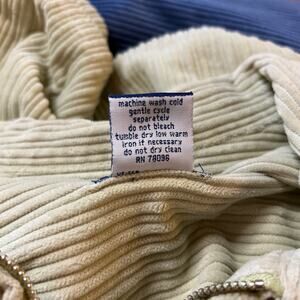 machine wash cold
gentle cycle
separately
do not bleach
tumble dry low warm
iron if necessary
do not dry clean
RN 78096